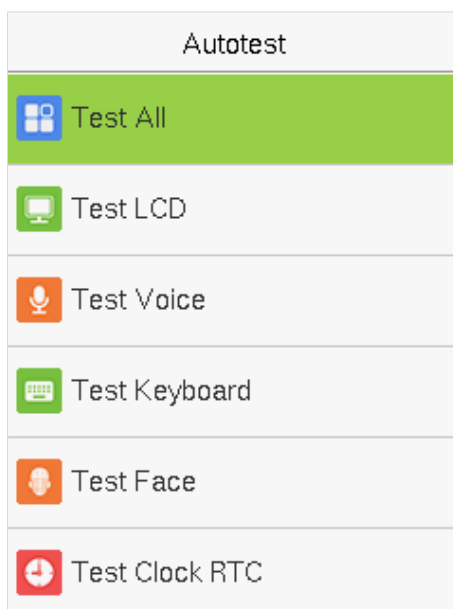 Autotest
Test All
Test LCD
Test Voice
Test Keyboard
Test Face
Test Clock RTC